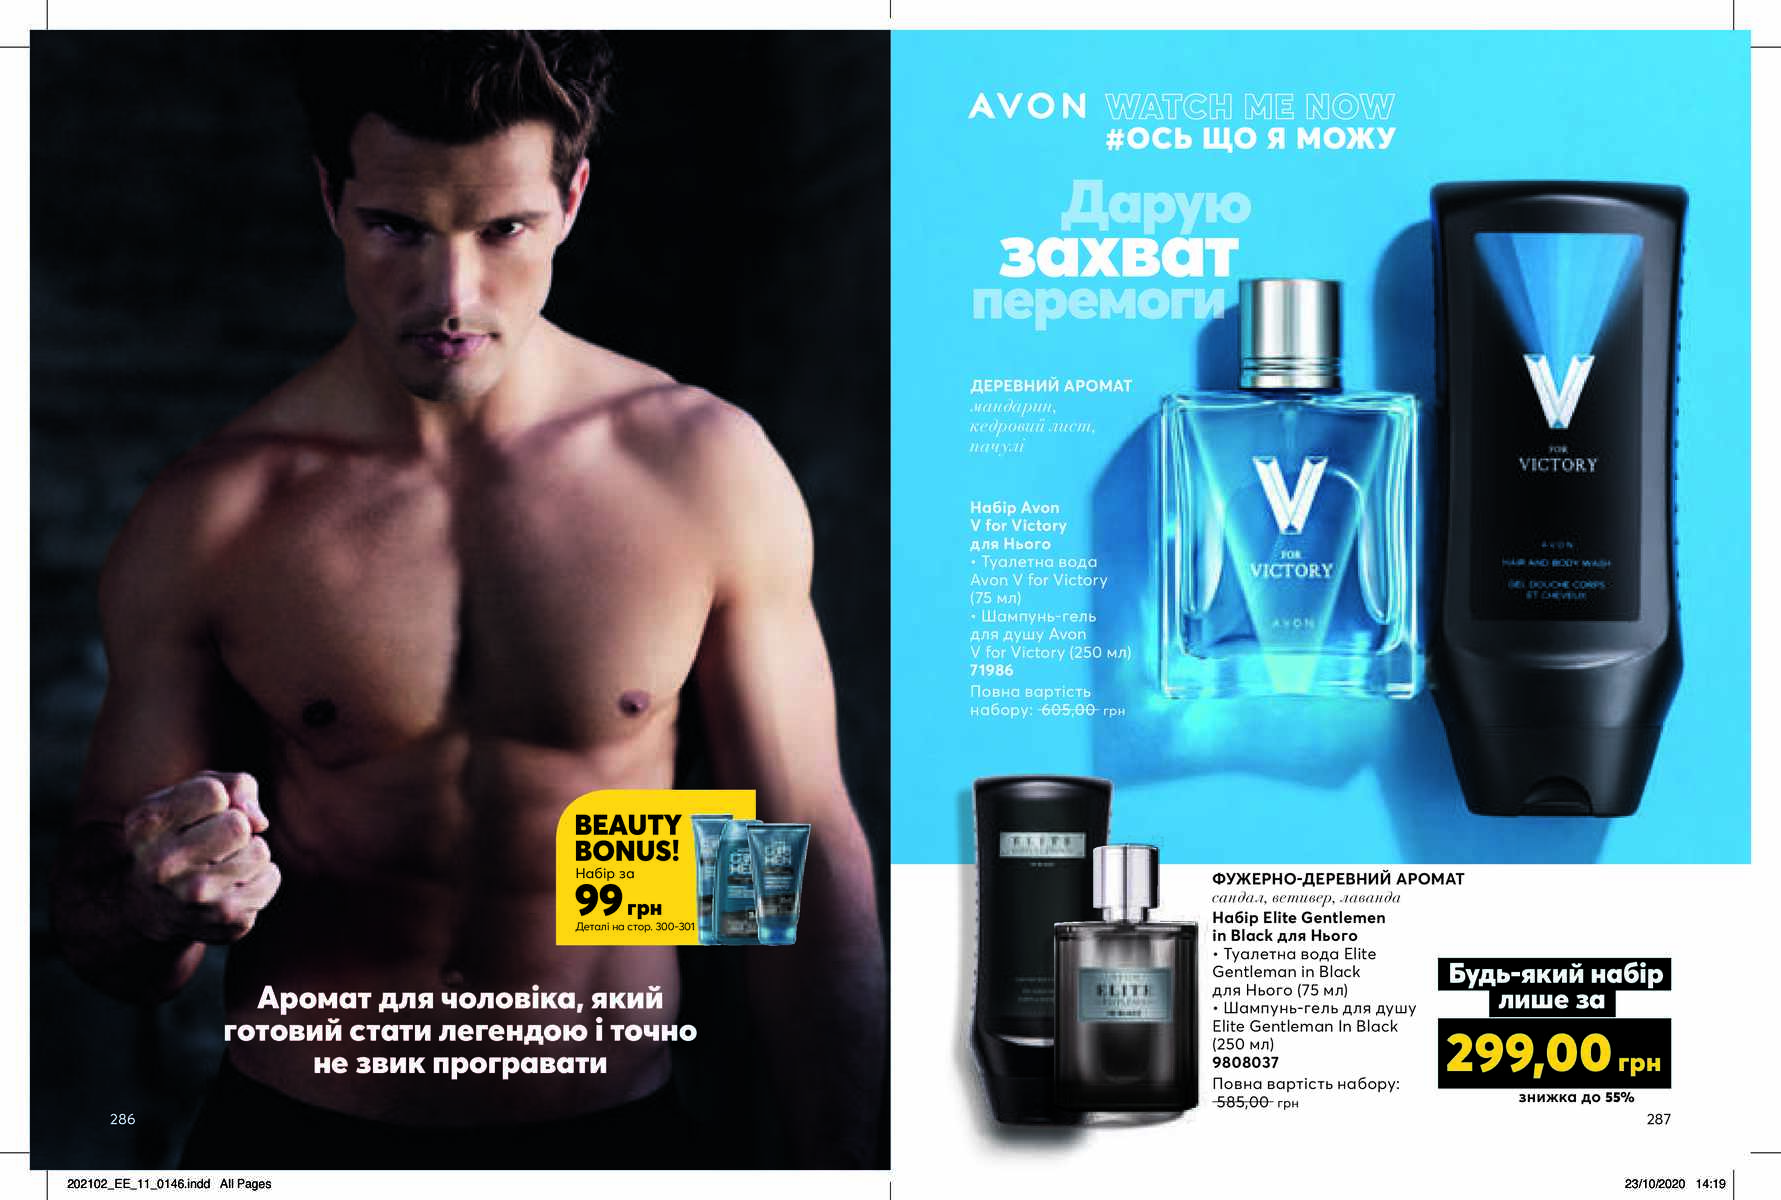 BEAUTY
BONUS!
Набір за
99 грн
Деталі на стор. 300-301
Аромат для чоловіка, який
готовий стати легендою і точно
не звик програвати
286
AVON WATCH ME NOW
#ОСЬ ЩО Я МОЖУ
Дарую
захват
перемоги
ДЕРЕВНИЙ АРОМАТ
мандарин,
кедровий лист,
пачулі
Набір Avon
V for Victory
для Нього
• Туалетна вода
Avon V for Victory
(75 мл)
• Шампунь-гель
для душу Avon
V for Victory (250 мл)
71986
Повна вартість
набору: 605,00 грн
V
FOR
VICTORY
AVON
V
FOR
VICTORY
AVON
HAIR AND BODY WASH
GEL DOUCHE CORPS
ET CHEVEUX
ELITE
ELITE
ФУЖЕРНО-ДЕРЕВНИЙ АРОМАТ
сандал, ветивер, лаванда
Набір Elite Gentlemen
in Black для Нього
• Туалетна вода Elite
Gentleman in Black
для Нього (75 мл)
• Шампунь-гель для душу
Elite Gentleman In Black
(250 мл)
9808037
Повна вартість набору:
585,00 грн
Будь-який набір
лише за
299,00 грн
знижка до 55%
287
202102_EE_11_0146.indd All Pages
23/10/2020 14:19